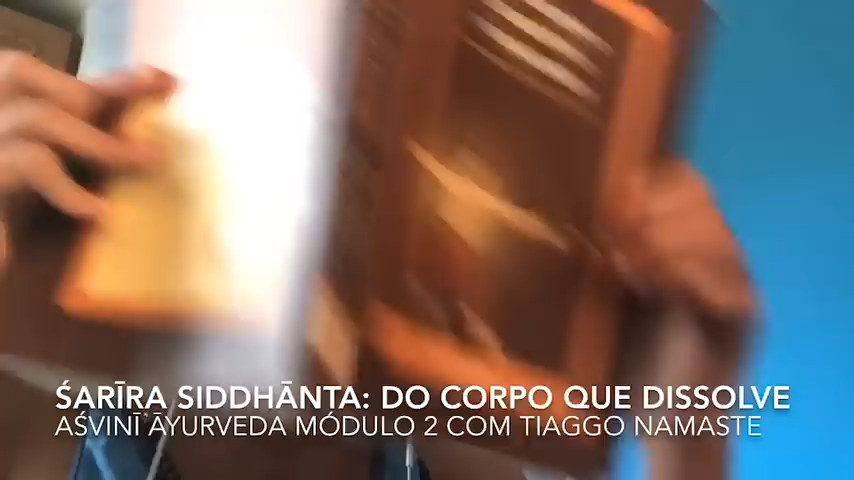 ŚARĪRA SIDDHĀNTA: DO CORPO QUE DISSOLVE
AŚVINĪ ĀYURVEDA MÓDULO 2 COM TIAGGO NAMASTE